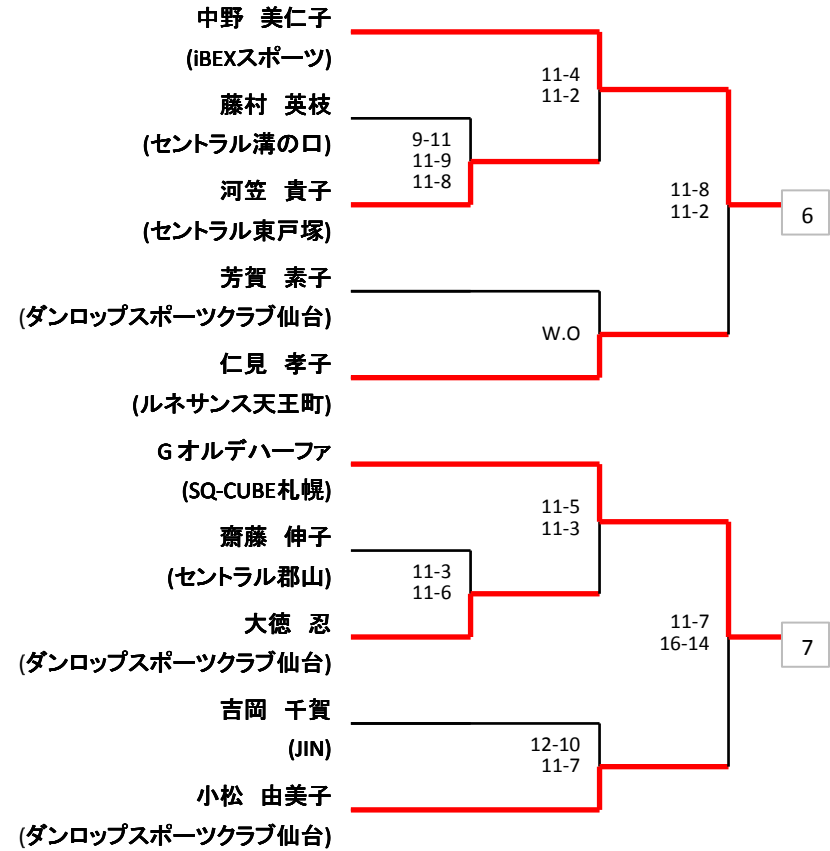 中野 美仁子
(iBEXスポーツ)
11-4
11-2
藤村 英枝
(セントラル溝の口)
9-11
11-9
11-8
河笠 貴子
(セントラル東戸塚)
11-8
11-2
6
芳賀 素子
(ダンロップスポーツクラブ仙台)
W.O
仁見 孝子
(ルネサンス天王町)
G オルデハーファ
(SQ-CUBE札幌)
11-5
11-3
齋藤 伸子
(セントラル郡山)
11-3
11-6
大徳 忍
(ダンロップスポーツクラブ仙台)
11-7
16-14
7
吉岡 千賀
(JIN)
12-10
11-7
小松 由美子
(ダンロップスポーツクラブ仙台)